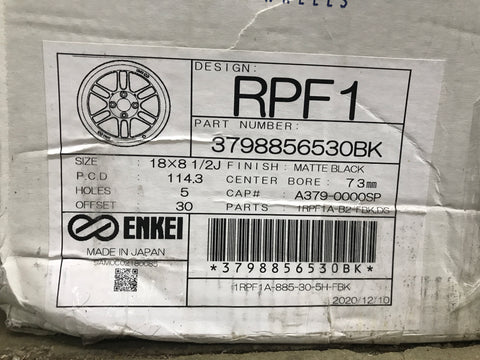 WHEELS
DESIGN:
RPF1
PART NUMBER:
3798856530BK
SIZE : 18×8 1/2J FINISH : MATTE BLACK
P.C.D : 114.3 CENTER BORE : 73mm
HOLES : 5 CAP# : A379-0000SP
OFFSET : 30 PARTS : 1RPF1A-B2-FBK,DS
ENKEI
MADE IN JAPAN
*3798856530BK*
1RPF1A-885-30-5H-FBK
2020/12/10